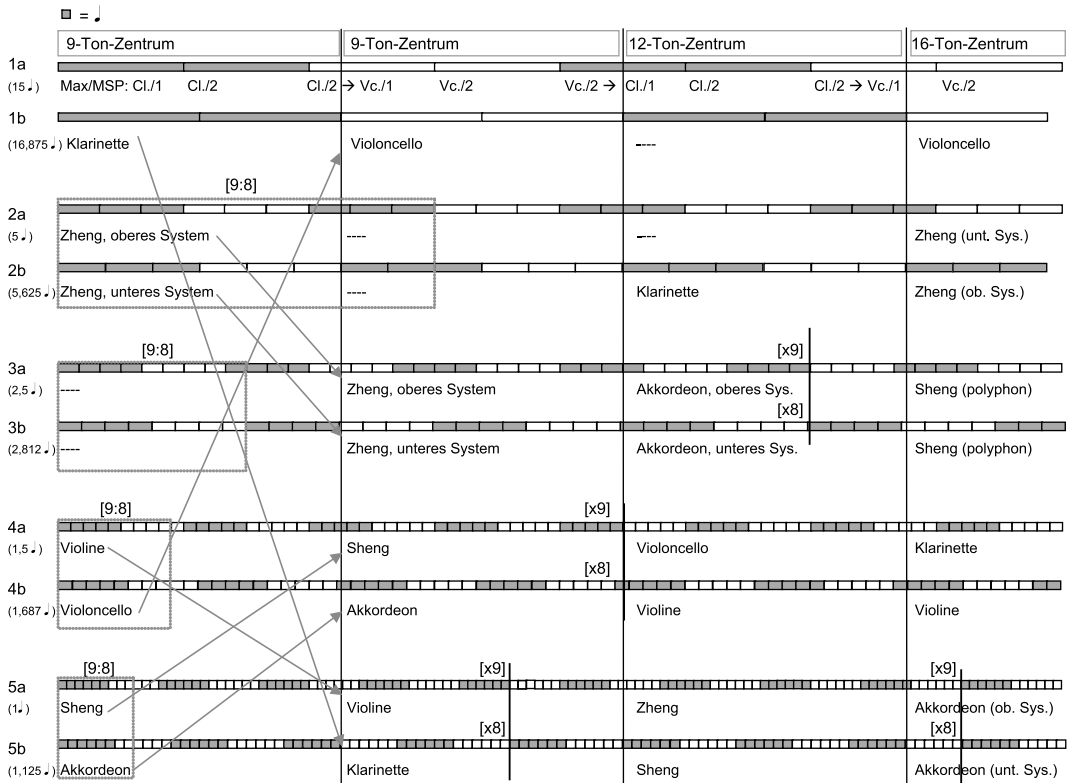 = ♩
9-Ton-Zentrum 9-Ton-Zentrum 12-Ton-Zentrum 16-Ton-Zentrum
1a
(15 ♩) Max/MSP: Cl./1 Cl./2 Cl./2 → Vc./1 Vc./2 Vc./2 → Cl./1 Cl./2 Cl./2 → Vc./1 Vc./2
1b
(16,875 ♩) Klarinette Violoncello ---- Violoncello
[9:8]
2a
(5 ♩) Zheng, oberes System ---- ---- Zheng (unt. Sys.)
2b
(5,625 ♩) Zheng, unteres System ---- Klarinette Zheng (ob. Sys.)
[9:8] [x9]
3a
(2,5 ♩) ---- Zheng, oberes System Akkordeon, oberes Sys. Sheng (polyphon)
[x8]
3b
(2,812 ♩) ---- Zheng, unteres System Akkordeon, unteres Sys. Sheng (polyphon)
[9:8] [x9]
4a
(1,5 ♩) Violine Sheng Violoncello Klarinette
[x8]
4b
(1,687 ♩) Violoncello Akkordeon Violine Violine
[9:8] [x9] [x9]
5a
(1 ♩) Sheng Violine Zheng Akkordeon (ob. Sys.)
[x8] [x8]
5b
(1,125 ♩) Akkordeon Klarinette Sheng Akkordeon (unt. Sys.)